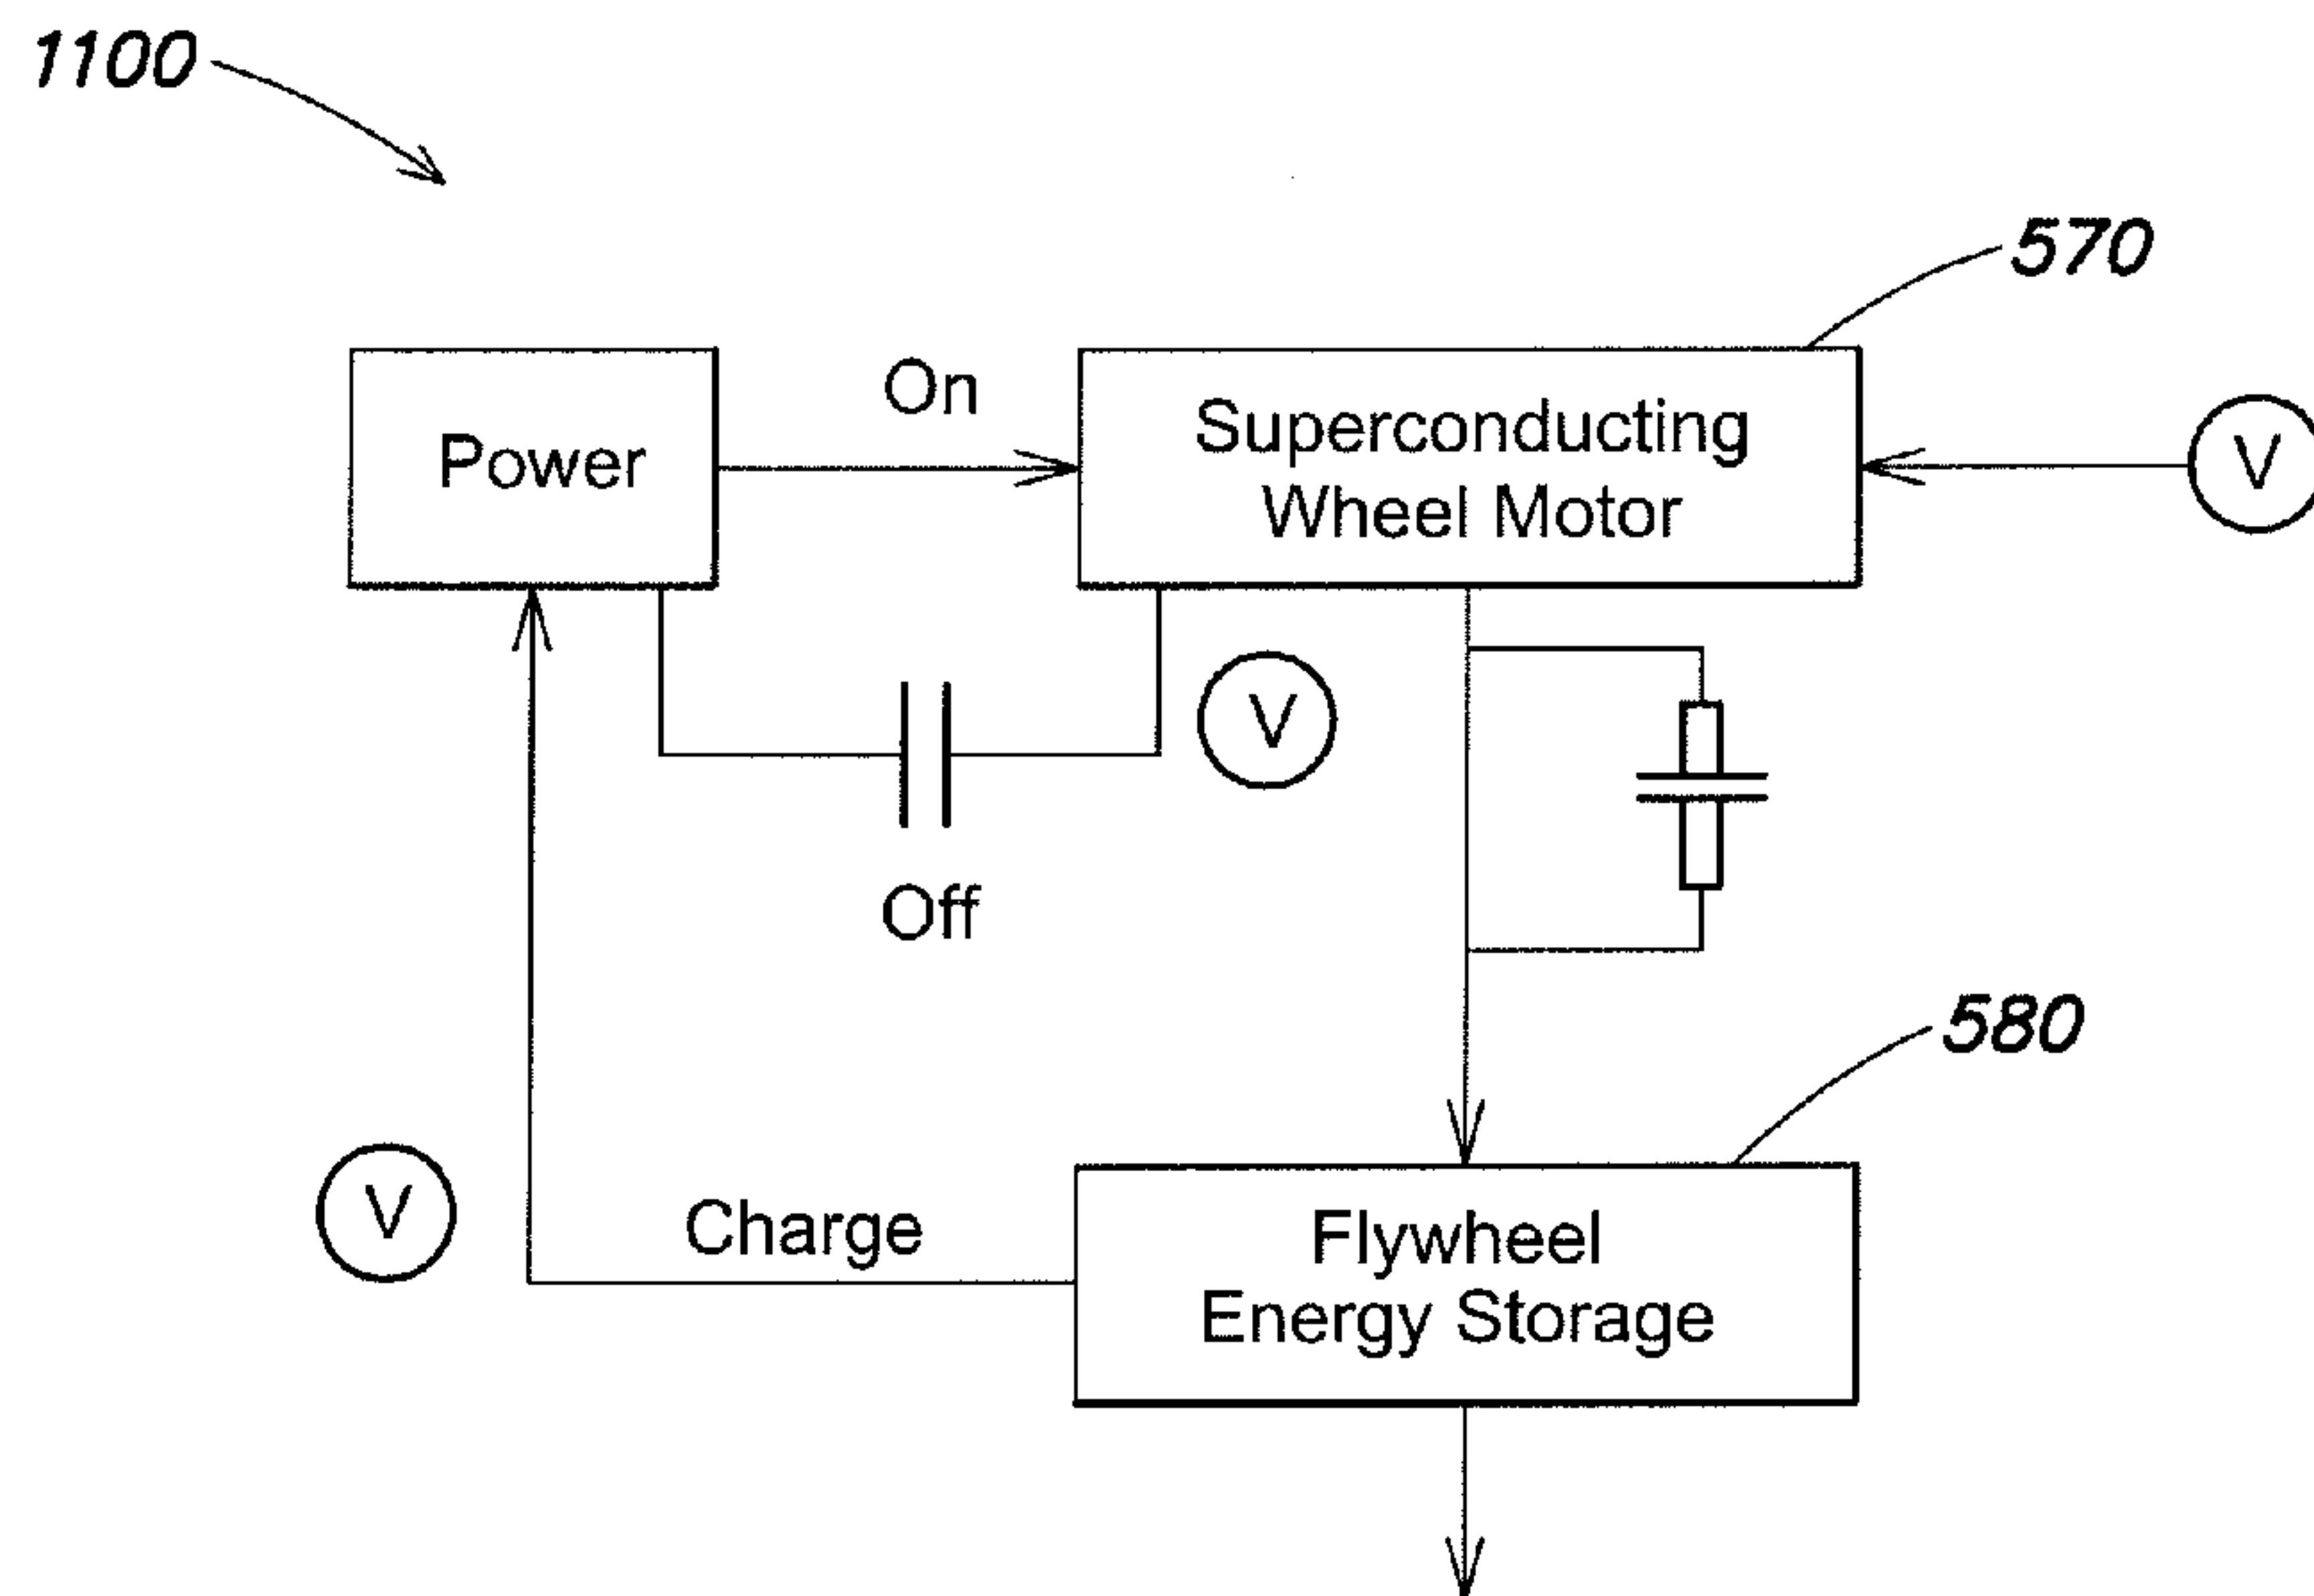 1100
570
On
Power
Superconducting
Wheel Motor
V
V
Off
580
V
Charge
Flywheel
Energy Storage